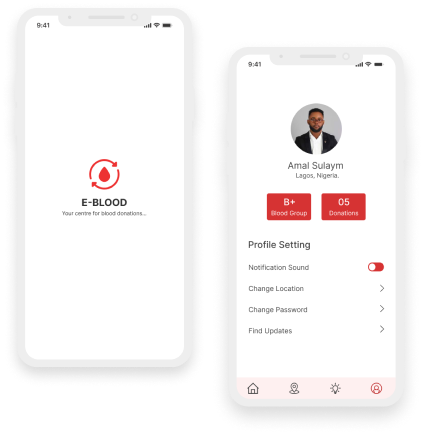 9:41
E-BLOOD
Your centre for blood donations...
9:41
Amal Sulaym
Lagos, Nigeria.
B+
Blood Group
05
Donations
Profile Setting
Notification Sound
Change Location
Change Password
Find Updates